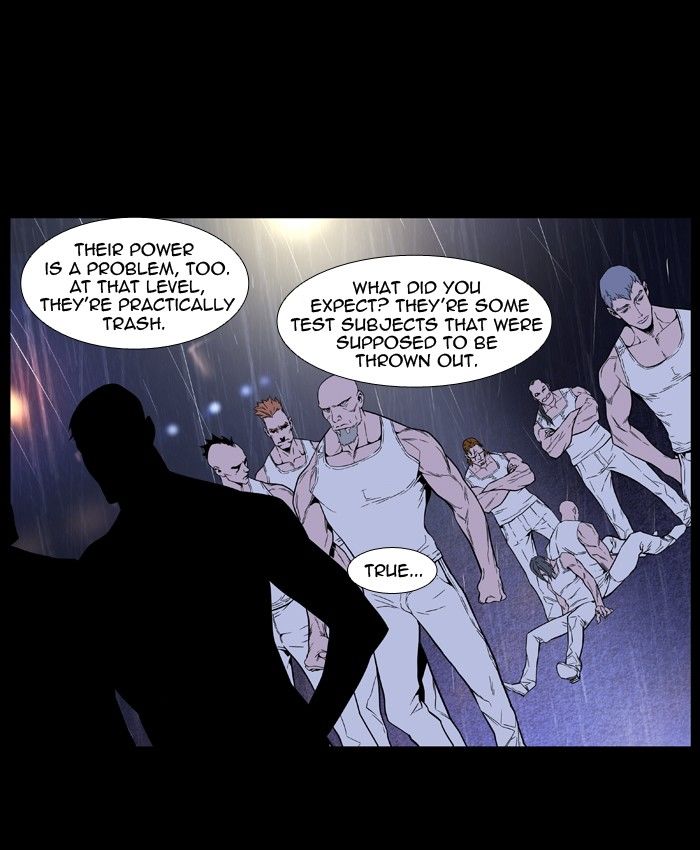 THEIR POWER
IS A PROBLEM, TOO.
AT THAT LEVEL,
THEY'RE PRACTICALLY
TRASH.
WHAT DID YOU
EXPECT? THEY'RE SOME
TEST SUBJECTS THAT WERE
SUPPOSED TO BE
THROWN OUT.
TRUE...